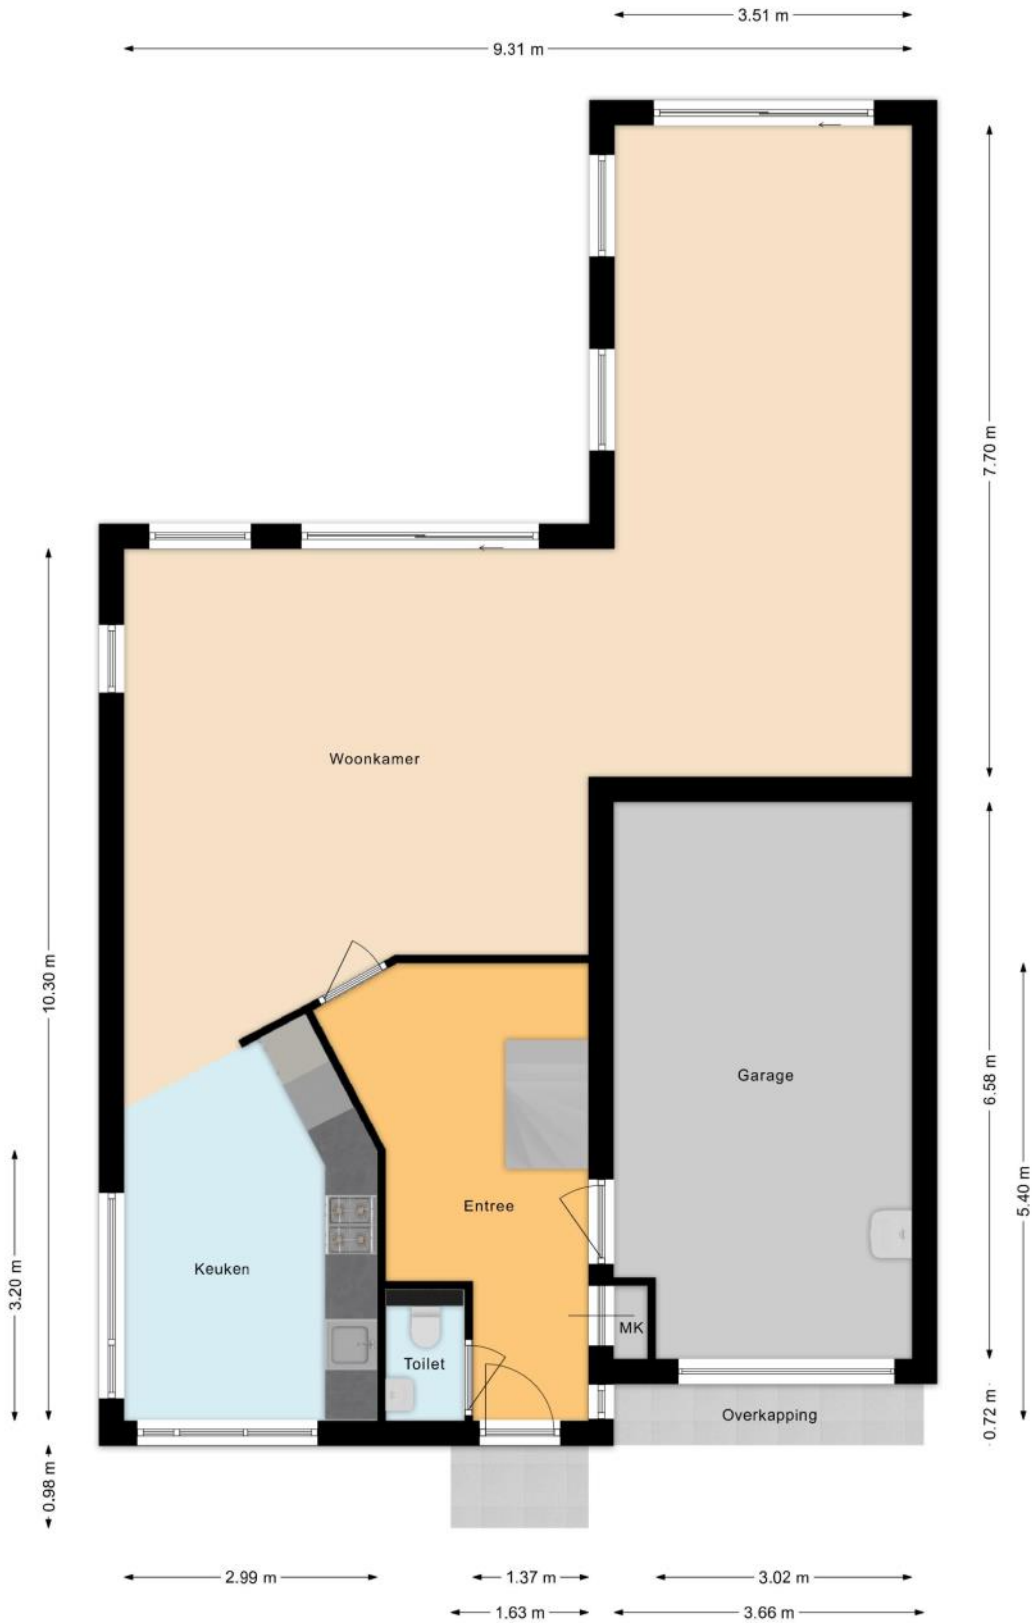 3.51 m
9.31 m
7.70 m
Woonkamer
10.30 m
6.58 m
Garage
5.40 m
Entree
3.20 m
Keuken
MK
Toilet
Overkapping
0.72 m
0.98 m
2.99 m
1.37 m
3.02 m
1.63 m
3.66 m